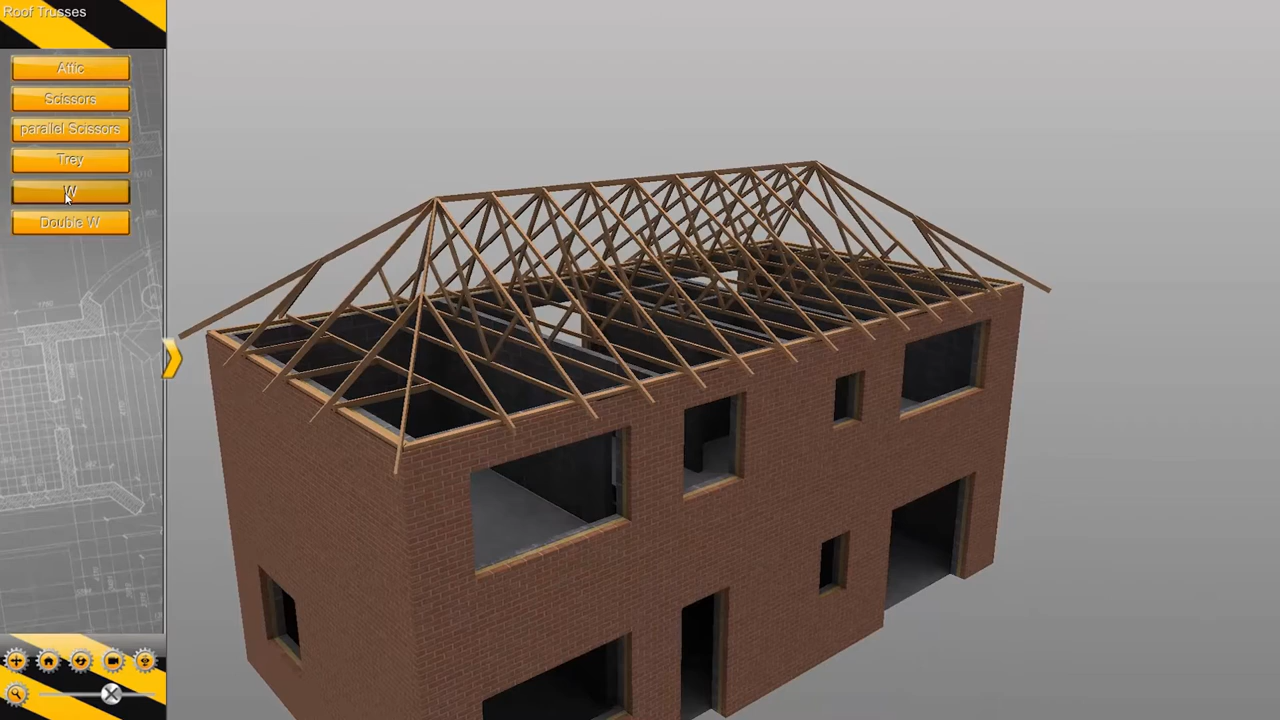 Roof Trusses
Attic
Scissors
parallel Scissors
Trey
W
Double W